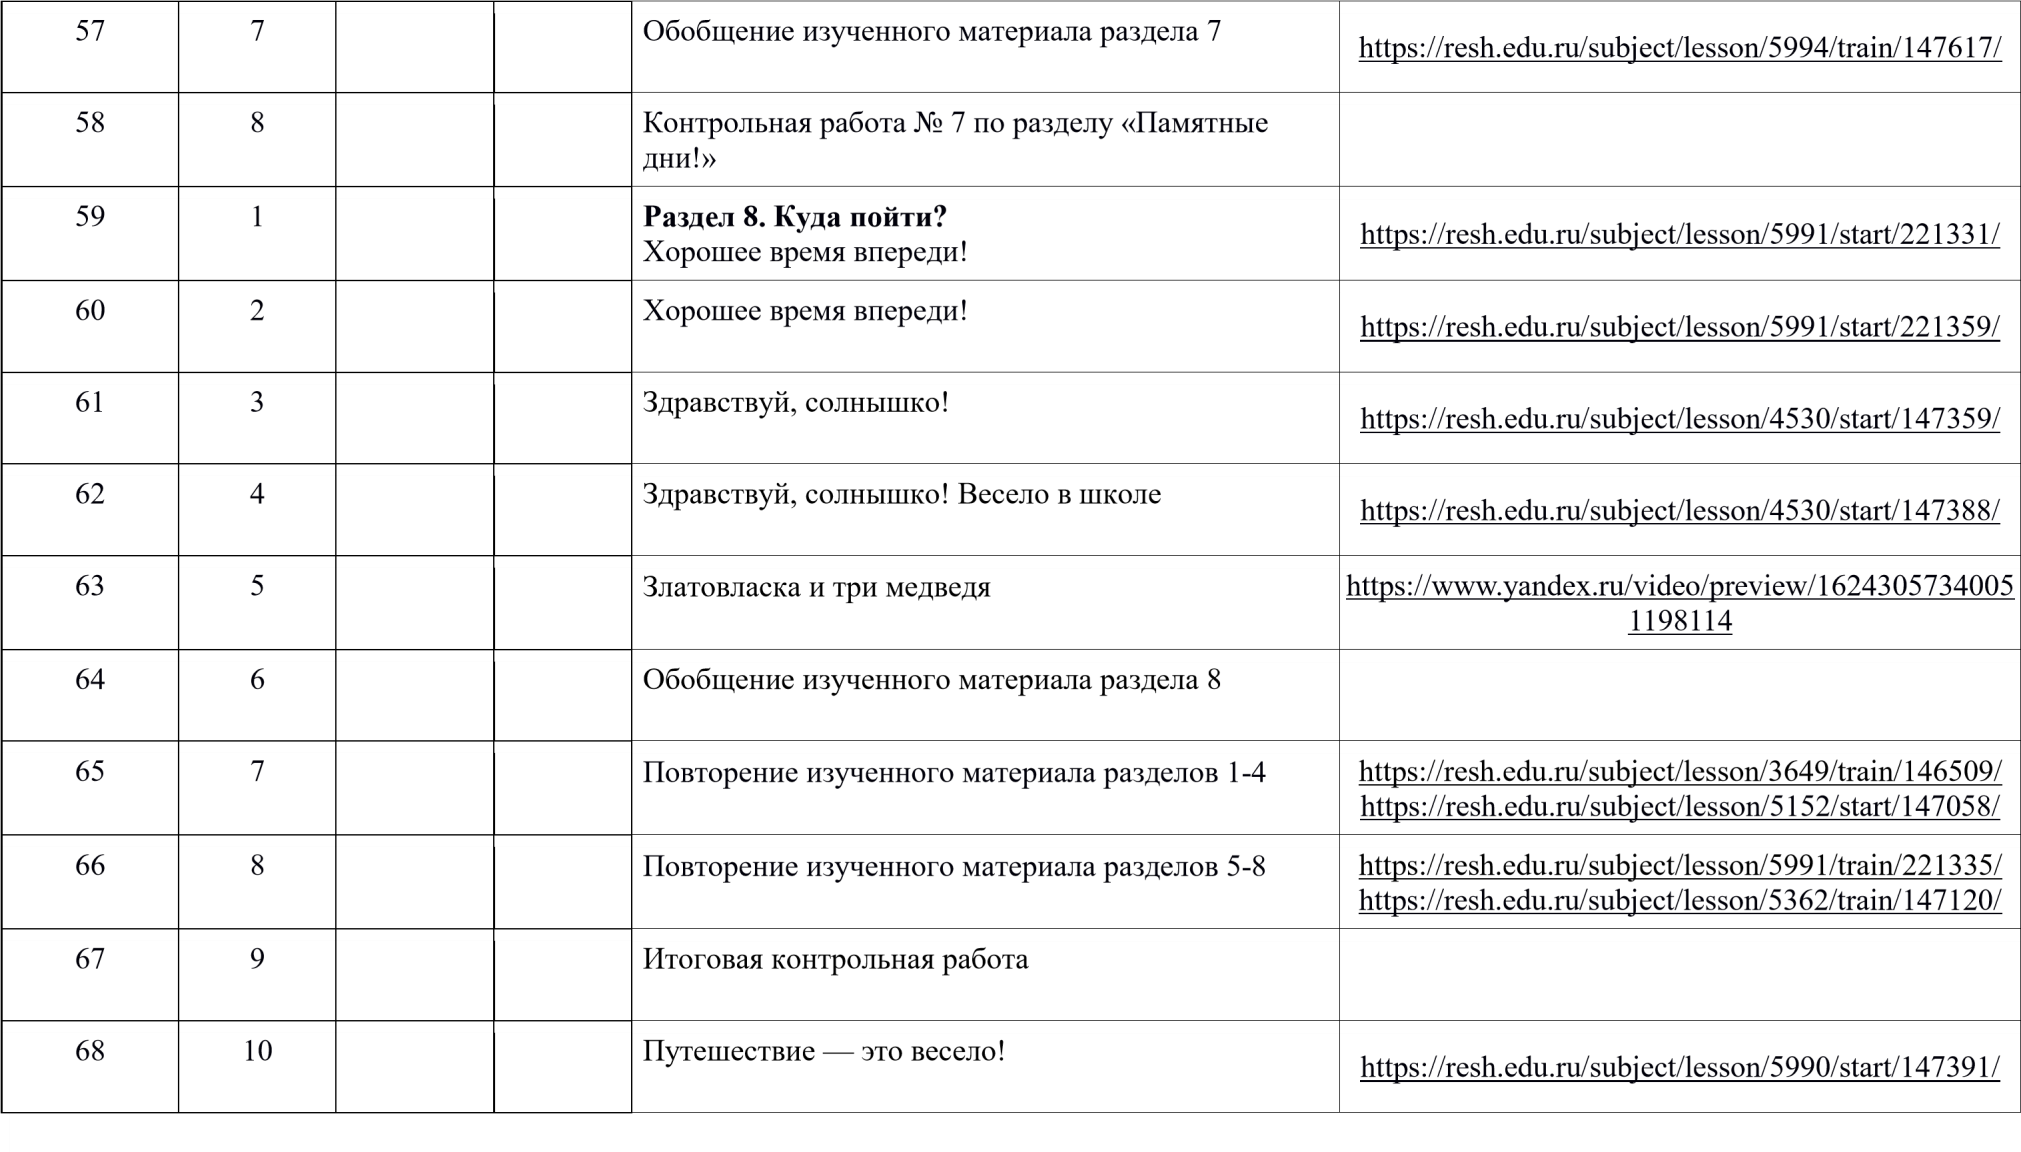 57 7 Обобщение изученного материала раздела 7 https://resh.edu.ru/subject/lesson/5994/train/147617/
58 8 Контрольная работа № 7 по разделу «Памятные
дни!»
59 1 Раздел 8. Куда пойти?
Хорошее время впереди! https://resh.edu.ru/subject/lesson/5991/start/221331/
60 2 Хорошее время впереди! https://resh.edu.ru/subject/lesson/5991/start/221359/
61 3 Здравствуй, солнышко! https://resh.edu.ru/subject/lesson/4530/start/147359/
62 4 Здравствуй, солнышко! Весело в школе https://resh.edu.ru/subject/lesson/4530/start/147388/
63 5 Златовласка и три медведя https://www.yandex.ru/video/preview/1624305734005
1198114
64 6 Обобщение изученного материала раздела 8
65 7 Повторение изученного материала разделов 1-4 https://resh.edu.ru/subject/lesson/3649/train/146509/
https://resh.edu.ru/subject/lesson/5152/start/147058/
66 8 Повторение изученного материала разделов 5-8 https://resh.edu.ru/subject/lesson/5991/train/221335/
https://resh.edu.ru/subject/lesson/5362/train/147120/
67 9 Итоговая контрольная работа
68 10 Путешествие — это весело! https://resh.edu.ru/subject/lesson/5990/start/147391/